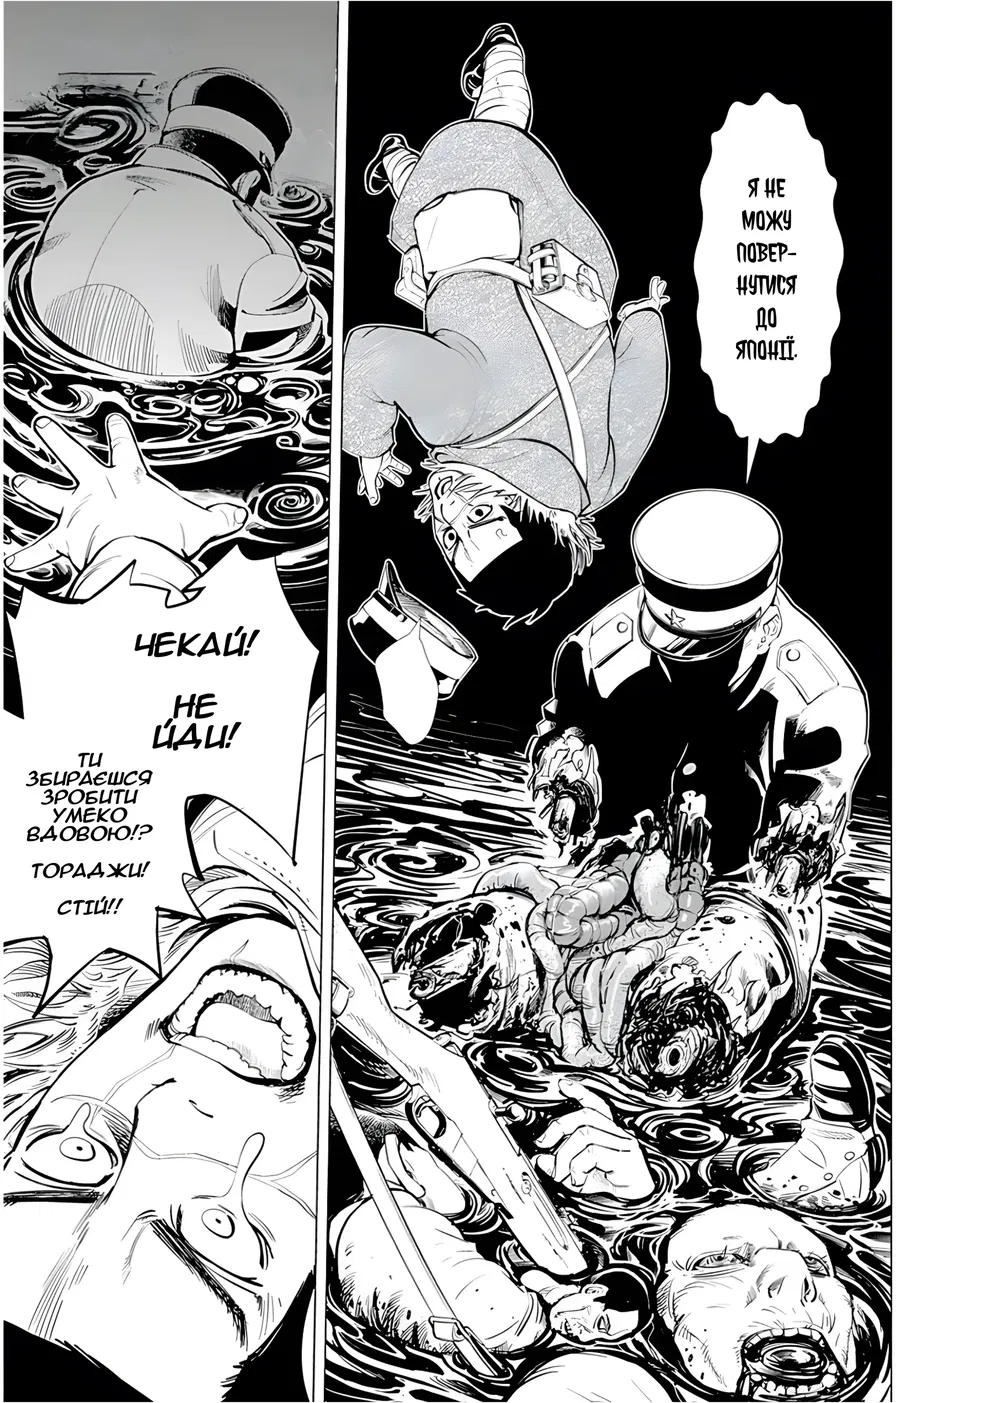 Я НЕ
МОЖУ
ПОВЕР-
НУТИСЯ
ДО
ЯПОНІЇ.
ЧЕКАЙ!
НЕ
ЙДИ!
ТИ
ЗБИРАЄШСЯ
ЗРОБИТИ
УМЕКО
ВДОВОЮ!?
ТОРАДЖИ!
СТІЙ!!